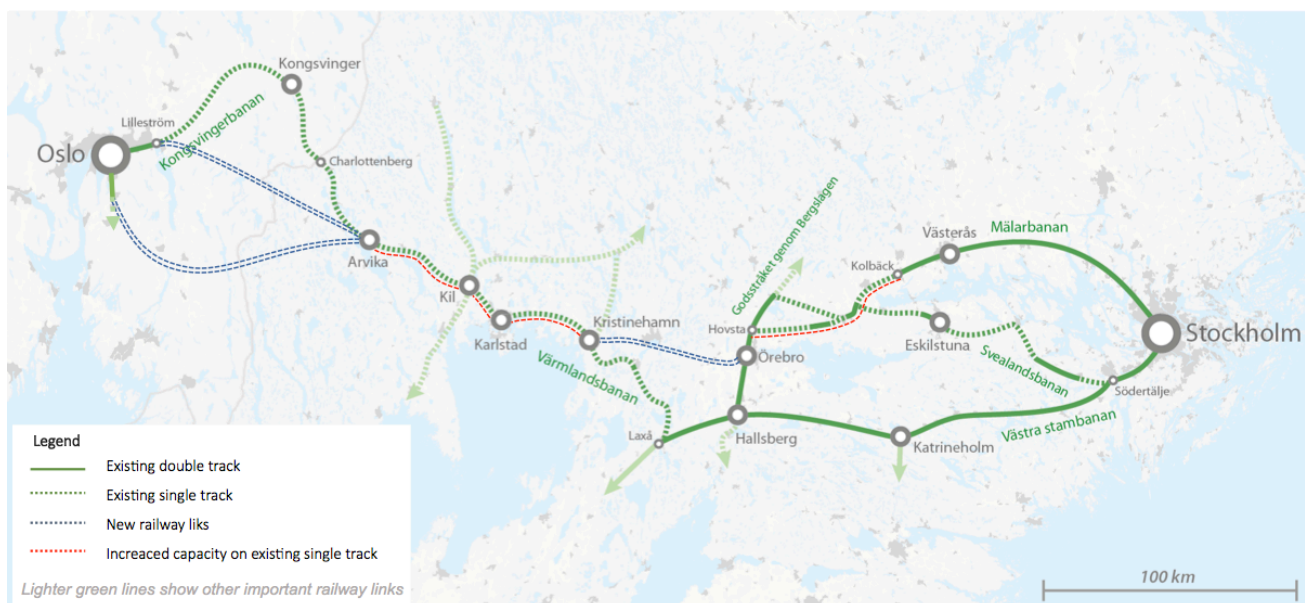 Kongsvinger
Lilleström
Kongsvingerbanan
Oslo
Charlottenberg
Arvika
Kil
Karlstad
Kristinehamn
Värmlandsbanan
Laxå
Godsstråket genom Bergslagen
Hovsta
Örebro
Hallsberg
Kolbäck
Västerås
Mälarbanan
Eskilstuna
Svealandsbanan
Stockholm
Södertälje
Västra stambanan
Katrineholm
Legend
Existing double track
Existing single track
New railway liks
Increaced capacity on existing single track
Lighter green lines show other important railway links
100 km